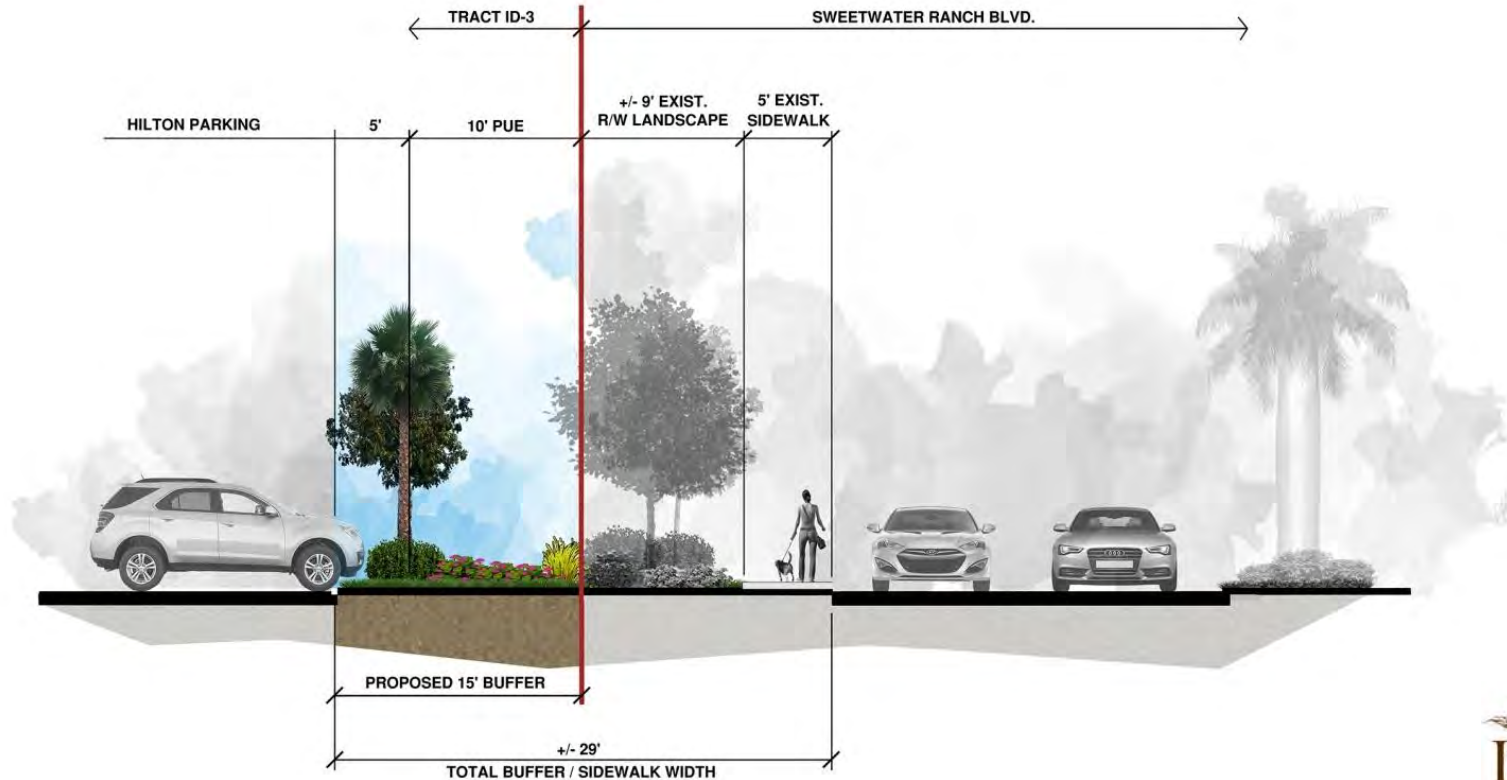 TRACT ID-3
SWEETWATER RANCH BLVD.
HILTON PARKING
5'
10' PUE
+/- 9' EXIST.
R/W LANDSCAPE
5' EXIST.
SIDEWALK
PROPOSED 15' BUFFER
+/- 29'
TOTAL BUFFER / SIDEWALK WIDTH